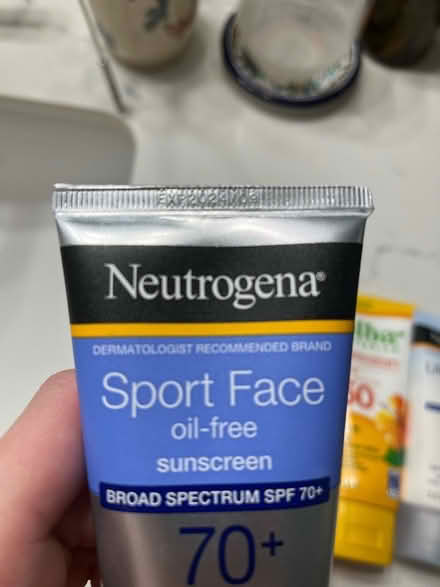 Neutrogena®
DERMATOLOGIST RECOMMENDED BRAND
Sport Face
oil-free
sunscreen
BROAD SPECTRUM SPF 70+
70+